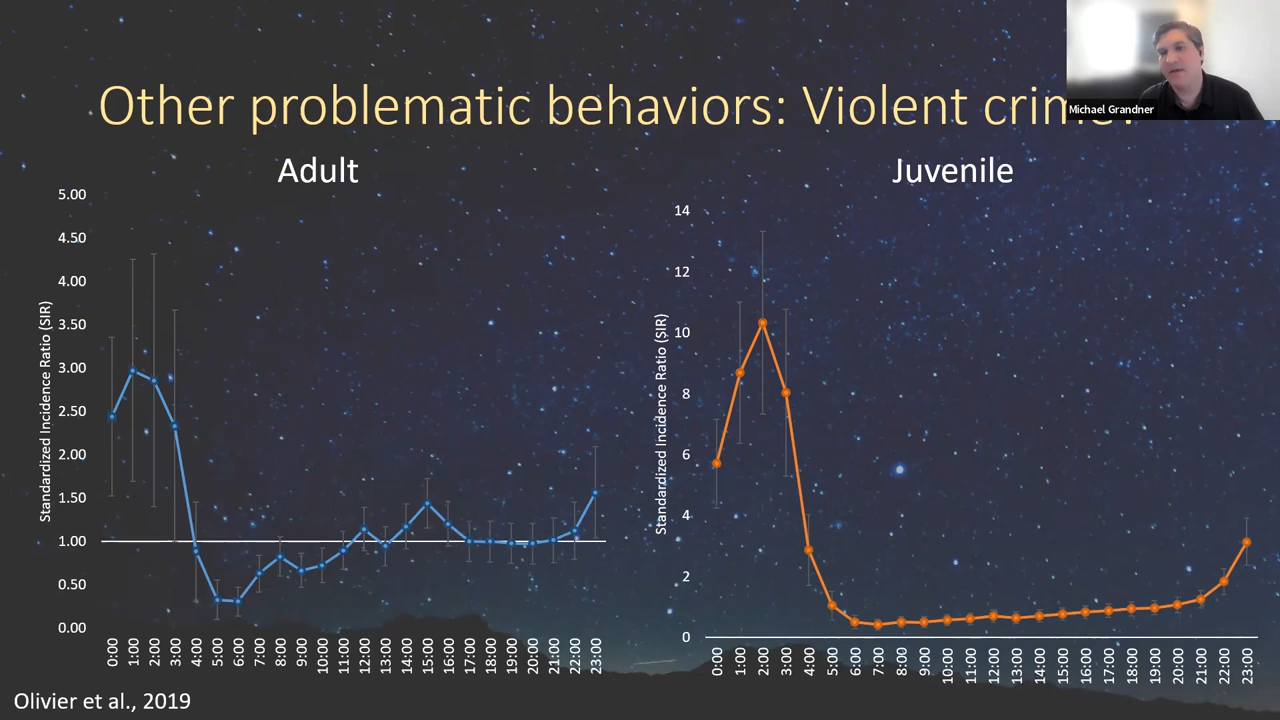 Michael Grandner
Other problematic behaviors: Violent crime?
Adult
Juvenile
Standardized Incidence Ratio (SIR)
5.00
4.50
4.00
3.50
3.00
2.50
2.00
1.50
1.00
0.50
0.00
0:00 1:00 2:00 3:00 4:00 5:00 6:00 7:00 8:00 9:00 10:00 11:00 12:00 13:00 14:00 15:00 16:00 17:00 18:00 19:00 20:00 21:00 22:00 23:00
Standardized Incidence Ratio (SIR)
14
12
10
8
6
4
2
0
0:00 1:00 2:00 3:00 4:00 5:00 6:00 7:00 8:00 9:00 10:00 11:00 12:00 13:00 14:00 15:00 16:00 17:00 18:00 19:00 20:00 21:00 22:00 23:00
Olivier et al., 2019